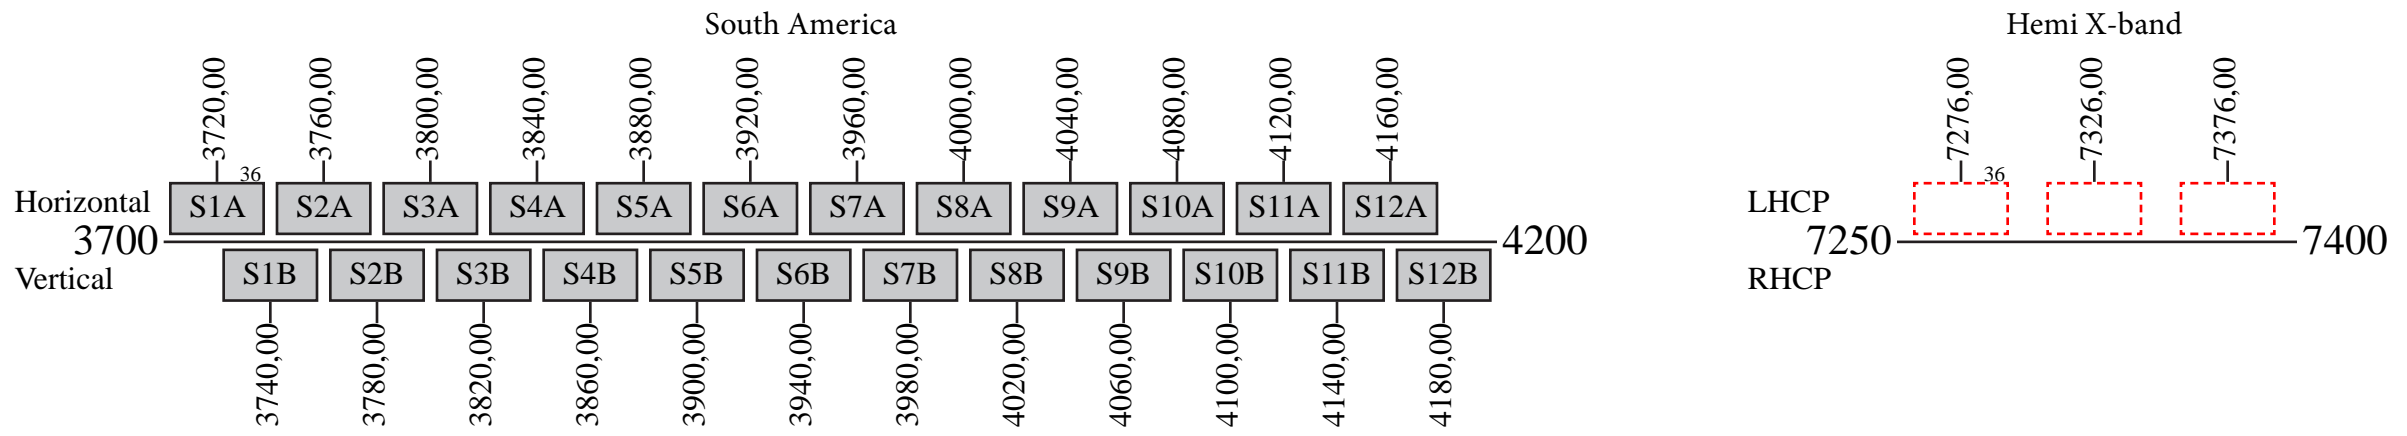 South America
3720,00 3760,00 3800,00 3840,00 3880,00 3920,00 3960,00 4000,00 4040,00 4080,00 4120,00 4160,00
36
Horizontal S1A S2A S3A S4A S5A S6A S7A S8A S9A S10A S11A S12A
3700 4200
Vertical S1B S2B S3B S4B S5B S6B S7B S8B S9B S10B S11B S12B
3740,00 3780,00 3820,00 3860,00 3900,00 3940,00 3980,00 4020,00 4060,00 4100,00 4140,00 4180,00
Hemi X-band
7276,00 7326,00 7376,00
36
LHCP
7250 7400
RHCP